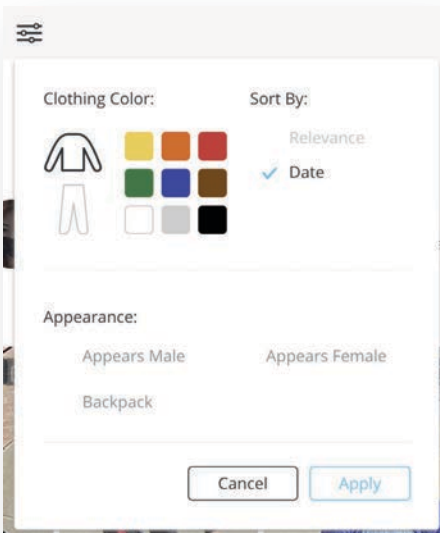 Clothing Color:
Sort By:
Relevance
Date
Appearance:
Appears Male
Appears Female
Backpack
Cancel
Apply